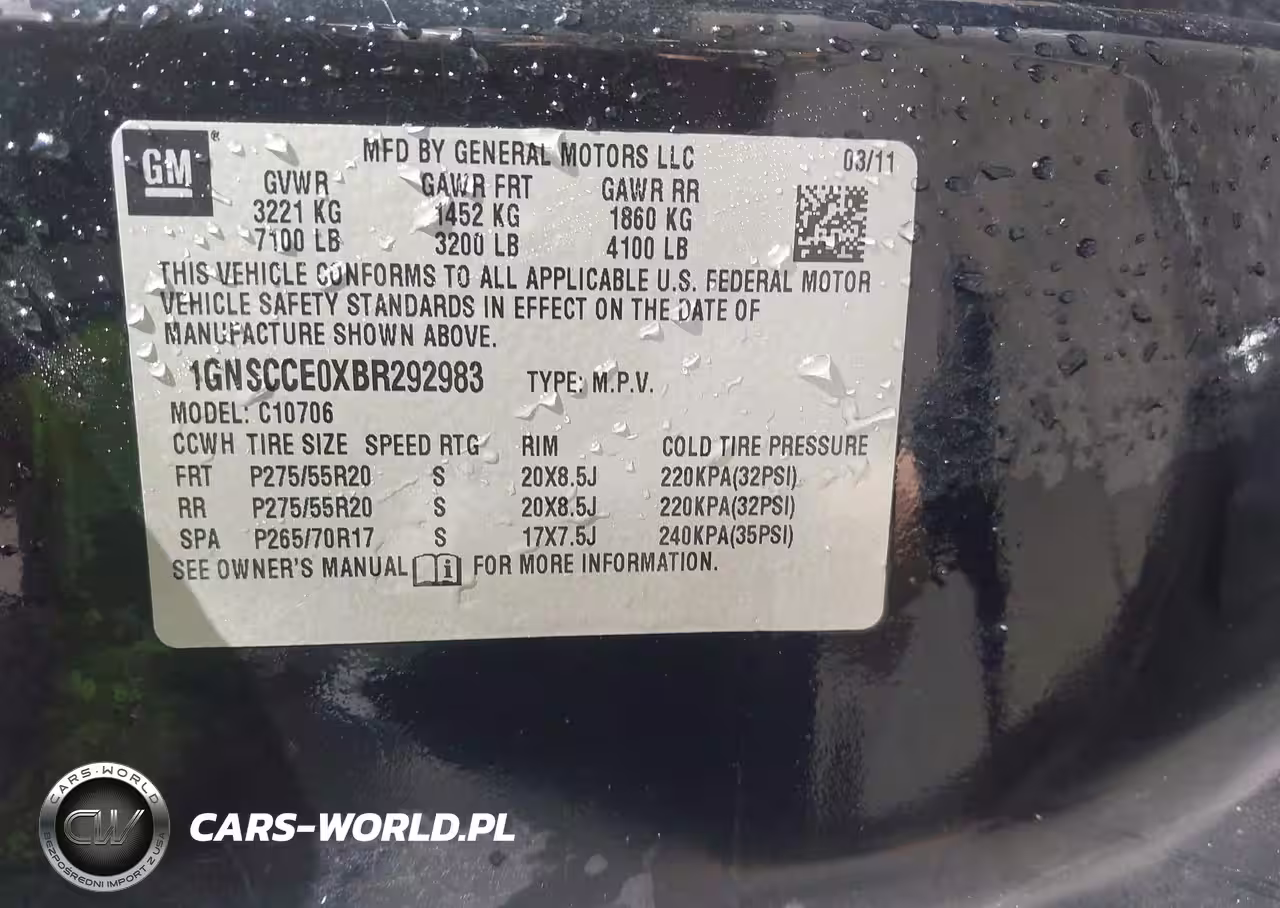 GM®
MFD BY GENERAL MOTORS LLC 03/11
GVWR GAWR FRT GAWR RR
3221 KG 1452 KG 1860 KG
7100 LB 3200 LB 4100 LB
THIS VEHICLE CONFORMS TO ALL APPLICABLE U.S. FEDERAL MOTOR
VEHICLE SAFETY STANDARDS IN EFFECT ON THE DATE OF
MANUFACTURE SHOWN ABOVE.
1GNSCCE0XBR292983 TYPE: M.P.V.
MODEL: C10706
CCWH TIRE SIZE SPEED RTG RIM COLD TIRE PRESSURE
FRT P275/55R20 S 20X8.5J 220KPA(32PSI)
RR P275/55R20 S 20X8.5J 220KPA(32PSI)
SPA P265/70R17 S 17X7.5J 240KPA(35PSI)
SEE OWNER'S MANUAL i FOR MORE INFORMATION.
CARS-WORLD
CW
BEZPOŚREDNI IMPORT Z USA
CARS-WORLD.PL